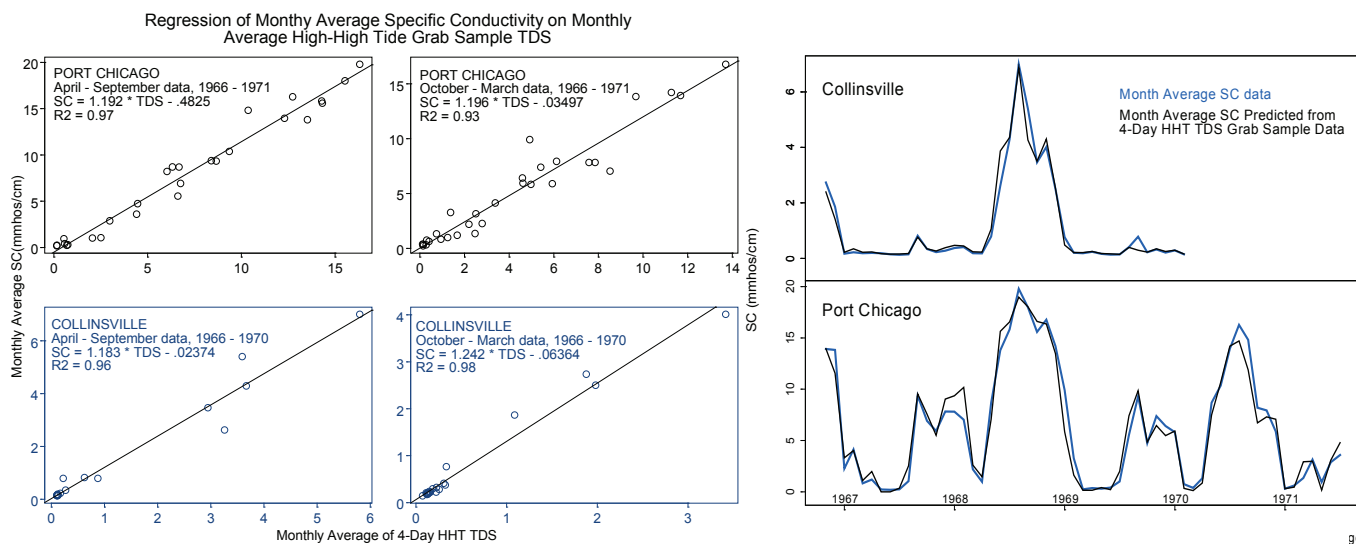 Regression of Monthy Average Specific Conductivity on Monthly
Average High-High Tide Grab Sample TDS
Monthly Average SC(mmhos/cm)
PORT CHICAGO
April - September data, 1966 - 1971
SC = 1.192 * TDS - .4825
R2 = 0.97
20
15
10
5
0
0
5
10
15
PORT CHICAGO
October - March data, 1966 - 1971
SC = 1.196 * TDS - .03497
R2 = 0.93
15
10
5
0
0
2
4
6
8
10
12
14
COLLINSVILLE
April - September data, 1966 - 1970
SC = 1.183 * TDS - .02374
R2 = 0.96
6
4
2
0
0
1
2
3
4
5
6
COLLINSVILLE
October - March data, 1966 - 1970
SC = 1.242 * TDS - .06364
R2 = 0.98
4
3
2
1
0
0
1
2
3
Monthly Average of 4-Day HHT TDS
SC (mmhos/cm)
Collinsville
Month Average SC data
Month Average SC Predicted from
4-Day HHT TDS Grab Sample Data
6
4
2
0
Port Chicago
20
15
10
5
0
1967
1968
1969
1970
1971